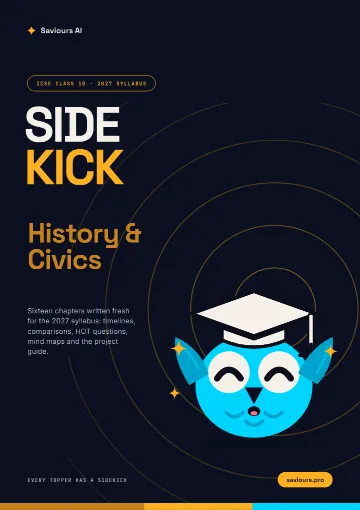 Saviours AI
ICSE CLASS 10 · 2027 SYLLABUS
SIDE
KICK
History &
Civics
Sixteen chapters written fresh
for the 2027 syllabus: timelines,
comparisons, HOT questions,
mind maps and the project
guide.
EVERY TOPPER HAS A SIDEKICK
saviours.pro